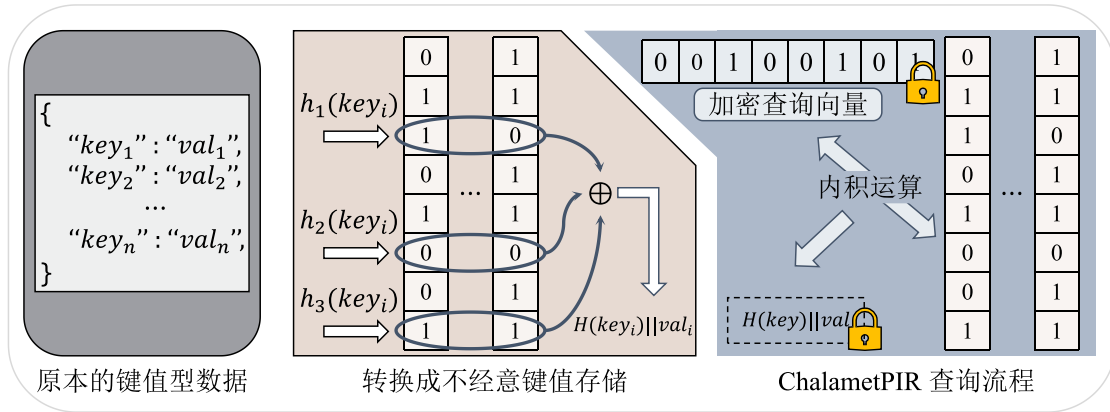 {
“key₁” : “val₁”,
“key₂” : “val₂”,
...
“keyₙ” : “valₙ”,
}
原本的键值型数据
h₁(keyᵢ)
h₂(keyᵢ)
h₃(keyᵢ)
0 1
1 1
1 0
0 ... 1
1 1
0 0
0 1
1 1
⊕
H(keyᵢ)||valᵢ
转换成不经意键值存储
0 0 1 0 0 1 0 1
加密查询向量
内积运算
H(key)||val
0 1
1 1
1 0
0 ... 1
1 1
0 0
0 1
1 1
ChalametPIR 查询流程